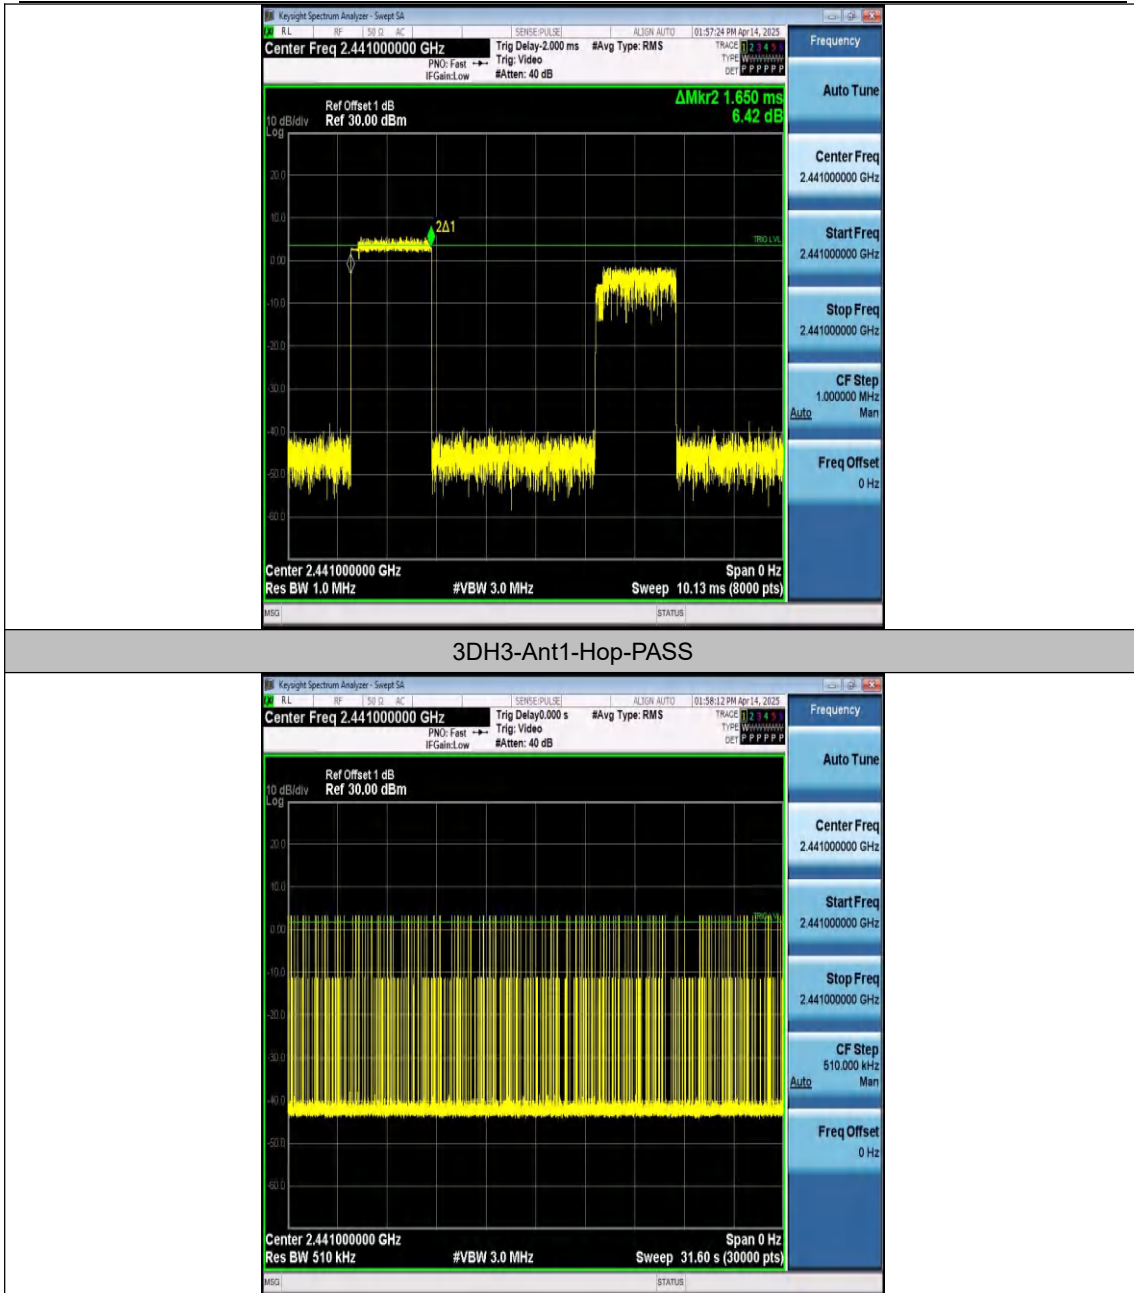 Keysight Spectrum Analyzer - Swept SA
RL RF 50 Ω AC SENSE:PULSE ALIGN AUTO 01:57:24 PM Apr 14, 2025
Center Freq 2.441000000 GHz Trig Delay-2.000 ms #Avg Type: RMS TRACE 1 2 3 4 5 6
PNO: Fast Trig: Video TYPE
IFGain:Low #Atten: 40 dB DET P P P P P P
Frequency
Auto Tune
ΔMkr2 1.650 ms
Ref Offset 1 dB 6.42 dB
10 dB/div Ref 30.00 dBm
Log
20.0
10.0
2Δ1
TRIG LVL
0.00
-10.0
-20.0
-30.0
-40.0
-50.0
-60.0
Center Freq
2.441000000 GHz
Start Freq
2.441000000 GHz
Stop Freq
2.441000000 GHz
CF Step
1.000000 MHz
Auto Man
Freq Offset
0 Hz
Center 2.441000000 GHz Span 0 Hz
Res BW 1.0 MHz #VBW 3.0 MHz Sweep 10.13 ms (8000 pts)
MSG STATUS
3DH3-Ant1-Hop-PASS
Keysight Spectrum Analyzer - Swept SA
RL RF 50 Ω AC SENSE:PULSE ALIGN AUTO 01:58:12 PM Apr 14, 2025
Center Freq 2.441000000 GHz Trig Delay0.000 s #Avg Type: RMS TRACE 1 2 3 4 5 6
PNO: Fast Trig: Video TYPE
IFGain:Low #Atten: 40 dB DET P P P P P P
Frequency
Auto Tune
Ref Offset 1 dB
10 dB/div Ref 30.00 dBm
Log
20.0
10.0
TRIG LVL
0.00
-10.0
-20.0
-30.0
-40.0
-50.0
-60.0
Center Freq
2.441000000 GHz
Start Freq
2.441000000 GHz
Stop Freq
2.441000000 GHz
CF Step
510.000 kHz
Auto Man
Freq Offset
0 Hz
Center 2.441000000 GHz Span 0 Hz
Res BW 510 kHz #VBW 3.0 MHz Sweep 31.60 s (30000 pts)
MSG STATUS